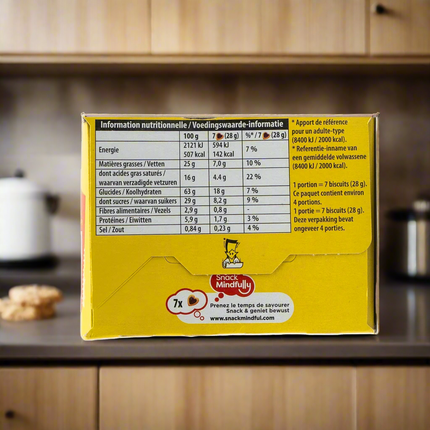 Information nutritionnelle / Voedingswaarde-informatie
100 g 7 (28 g) %* / 7 (28 g)
Energie 2121 kJ 594 kJ 7 %
507 kcal 142 kcal
Matières grasses / Vetten 25 g 7,0 g 10 %
dont acides gras saturés / waarvan verzadigde vetzuren 16 g 4,4 g 22 %
Glucides / Koolhydraten 63 g 18 g 7 %
dont sucres / waarvan suikers 29 g 8,2 g 9 %
Fibres alimentaires / Vezels 2,9 g 0,8 g -
Protéines / Eiwitten 5,9 g 1,7 g 3 %
Sel / Zout 0,84 g 0,23 g 4 %
* Apport de référence
pour un adulte-type
(8400 kJ / 2000 kcal).
* Referentie-inname van
een gemiddelde volwassene
(8400 kJ / 2000 kcal).
1 portion = 7 biscuits (28 g).
Ce paquet contient environ
4 portions.
1 portie = 7 biscuits (28 g).
Deze verpakking bevat
ongeveer 4 porties.
Snack
Mindfully
7x
Prenez le temps de savourer
Snack & geniet bewust
www.snackmindful.com